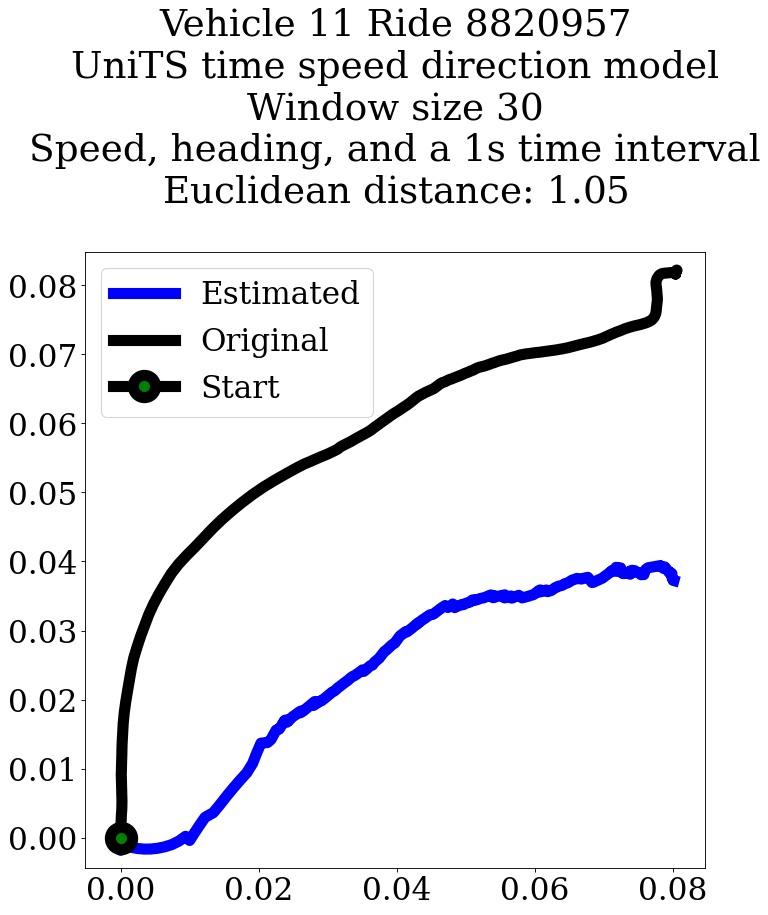 Vehicle 11 Ride 8820957
UniTS time speed direction model
Window size 30
Speed, heading, and a 1s time interval
Euclidean distance: 1.05
Estimated
Original
Start
0.08
0.07
0.06
0.05
0.04
0.03
0.02
0.01
0.00
0.00 0.02 0.04 0.06 0.08